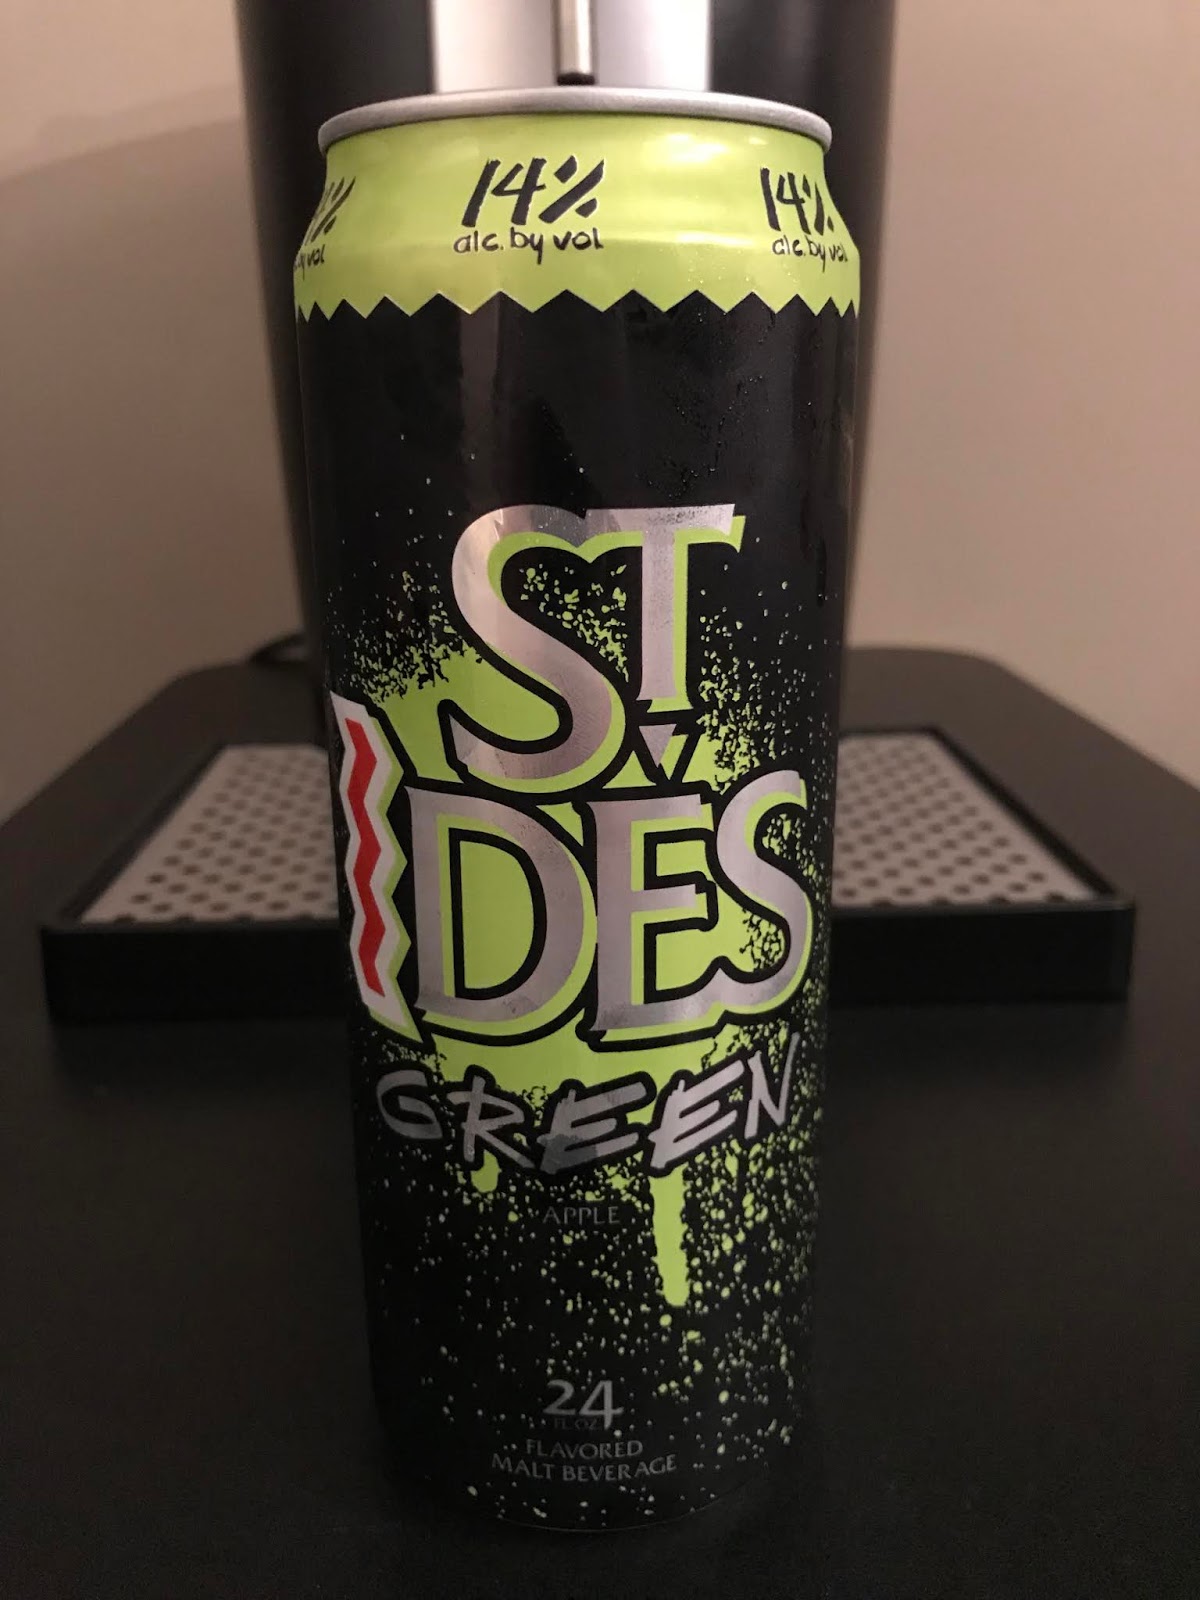 14%
alc. by vol
14%
alc. by vol
ST
IDES
GREEN
APPLE
24
FL OZ
FLAVORED
MALT BEVERAGE